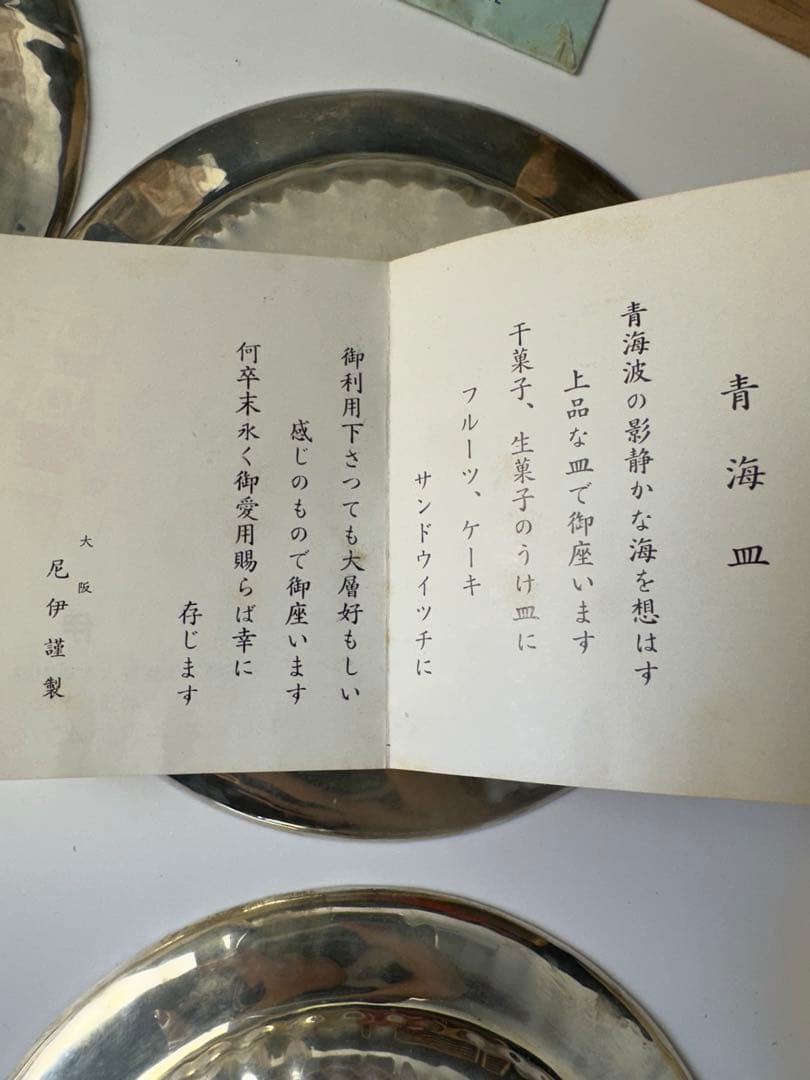 青海皿
青海波の影静かな海を想はす
上品な皿で御座います
干菓子、生菓子のうけ皿に
フルーツ、ケーキ
サンドウイツチに
御利用下さつても大層好もしい
感じのもので御座います
何卒末永く御愛用賜らば幸に
存じます
大阪
尼伊謹製